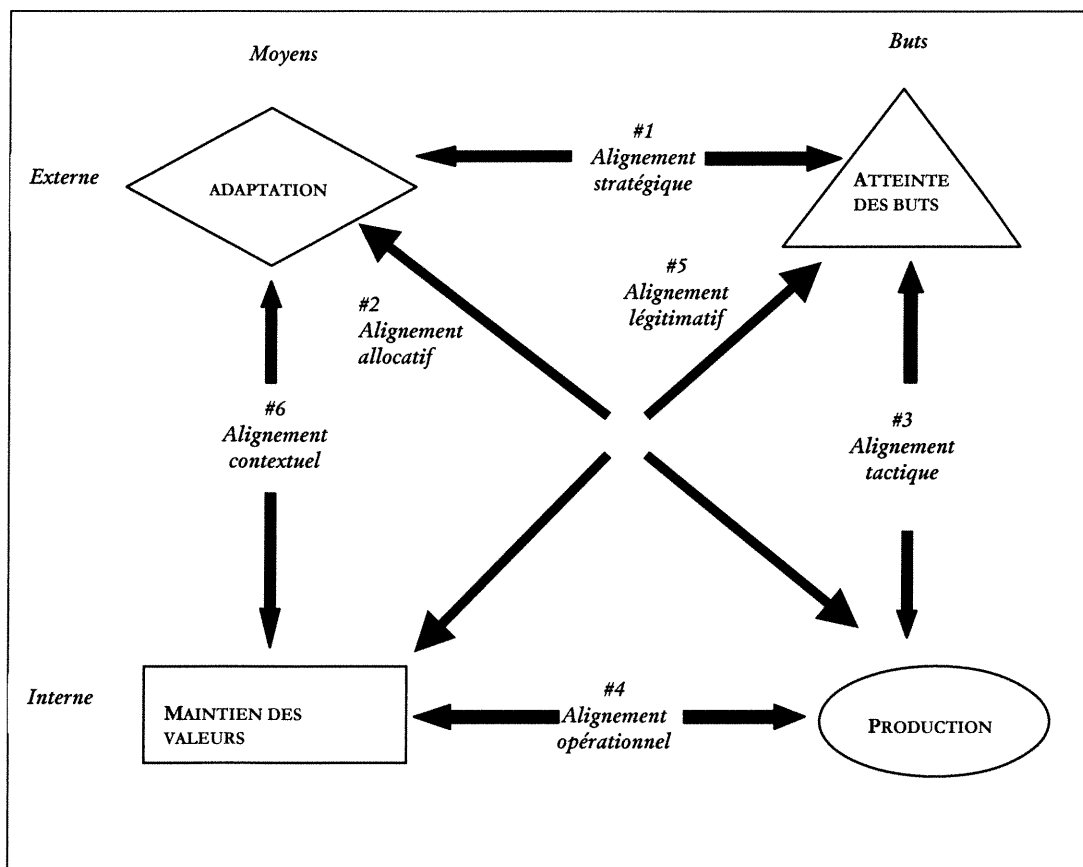 Moyens
Buts
Externe
ADAPTATION
#1
Alignement
stratégique
ATTEINTE
DES BUTS
#2
Alignement
allocatif
#5
Alignement
légitimatif
#6
Alignement
contextuel
#3
Alignement
tactique
Interne
MAINTIEN DES
VALEURS
#4
Alignement
opérationnel
PRODUCTION